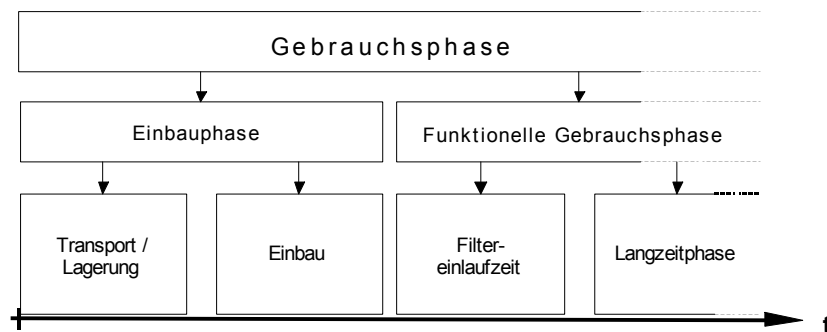 Gebrauchsphase
Einbauphase
Funktionelle Gebrauchsphase
Transport /
Lagerung
Einbau
Filter-
einlaufzeit
Langzeitphase
t